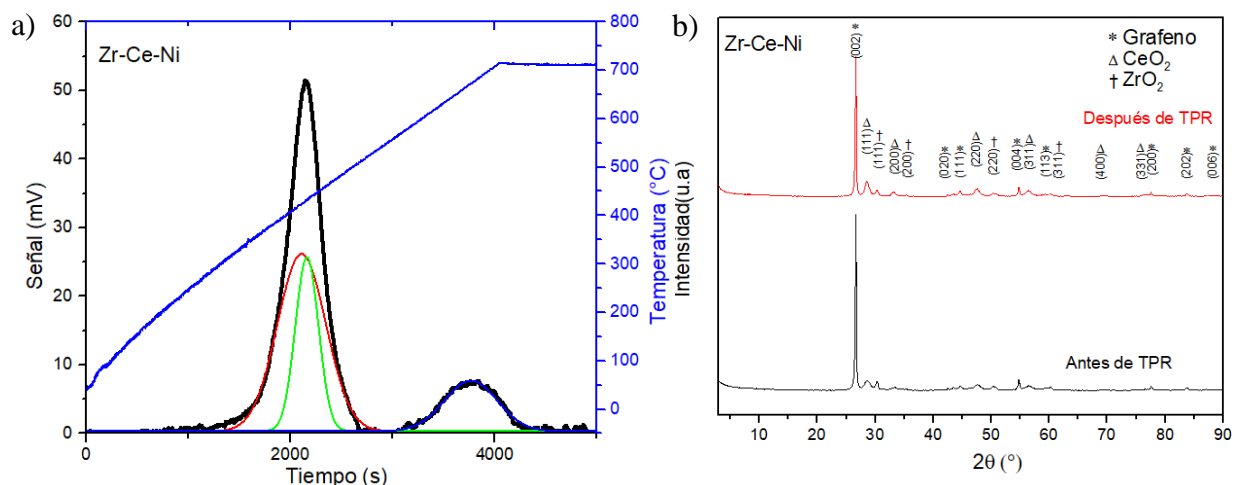 a)
Zr-Ce-Ni
Señal (mV)
60
50
40
30
20
10
0
0
2000
4000
Tiempo (s)
800
700
600
500
400
300
200
100
0
Temperatura (°C)
b)
Zr-Ce-Ni
* Grafeno
Δ CeO₂
† ZrO₂
Después de TPR
(002)*
(111)Δ
(111)†
(200)Δ
(200)†
(020)*
(111)*
(220)Δ
(220)†
(004)*
(311)Δ
(113)*
(311)†
(400)Δ
(331)Δ
(200)*
(202)*
(006)*
Antes de TPR
Intensidad(u.a)
10
20
30
40
50
60
70
80
90
2θ (°)